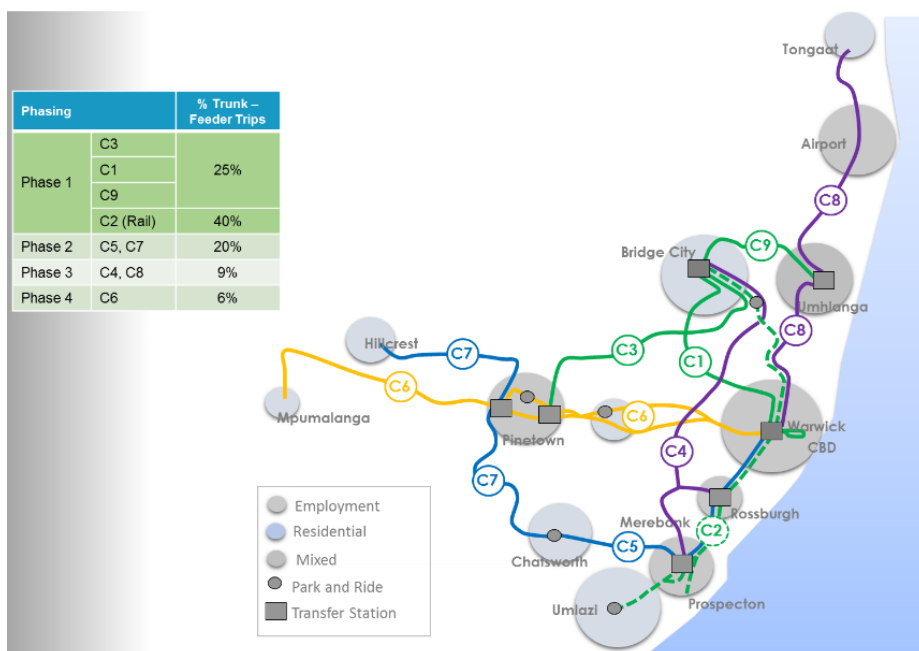 Phasing
% Trunk –
Feeder Trips
Phase 1
C3
C1
C9
25%
C2 (Rail)
40%
Phase 2
C5, C7
20%
Phase 3
C4, C8
9%
Phase 4
C6
6%
Tongaat
Airport
C8
Bridge City
C9
Umhlanga
C8
Hillcrest
C7
C3
C1
C6
Mpumalanga
C6
Pinetown
Warwick
CBD
C4
C7
Rossburgh
Merebank
C2
C5
Chatsworth
Prospecton
Umlazi
Employment
Residential
Mixed
Park and Ride
Transfer Station